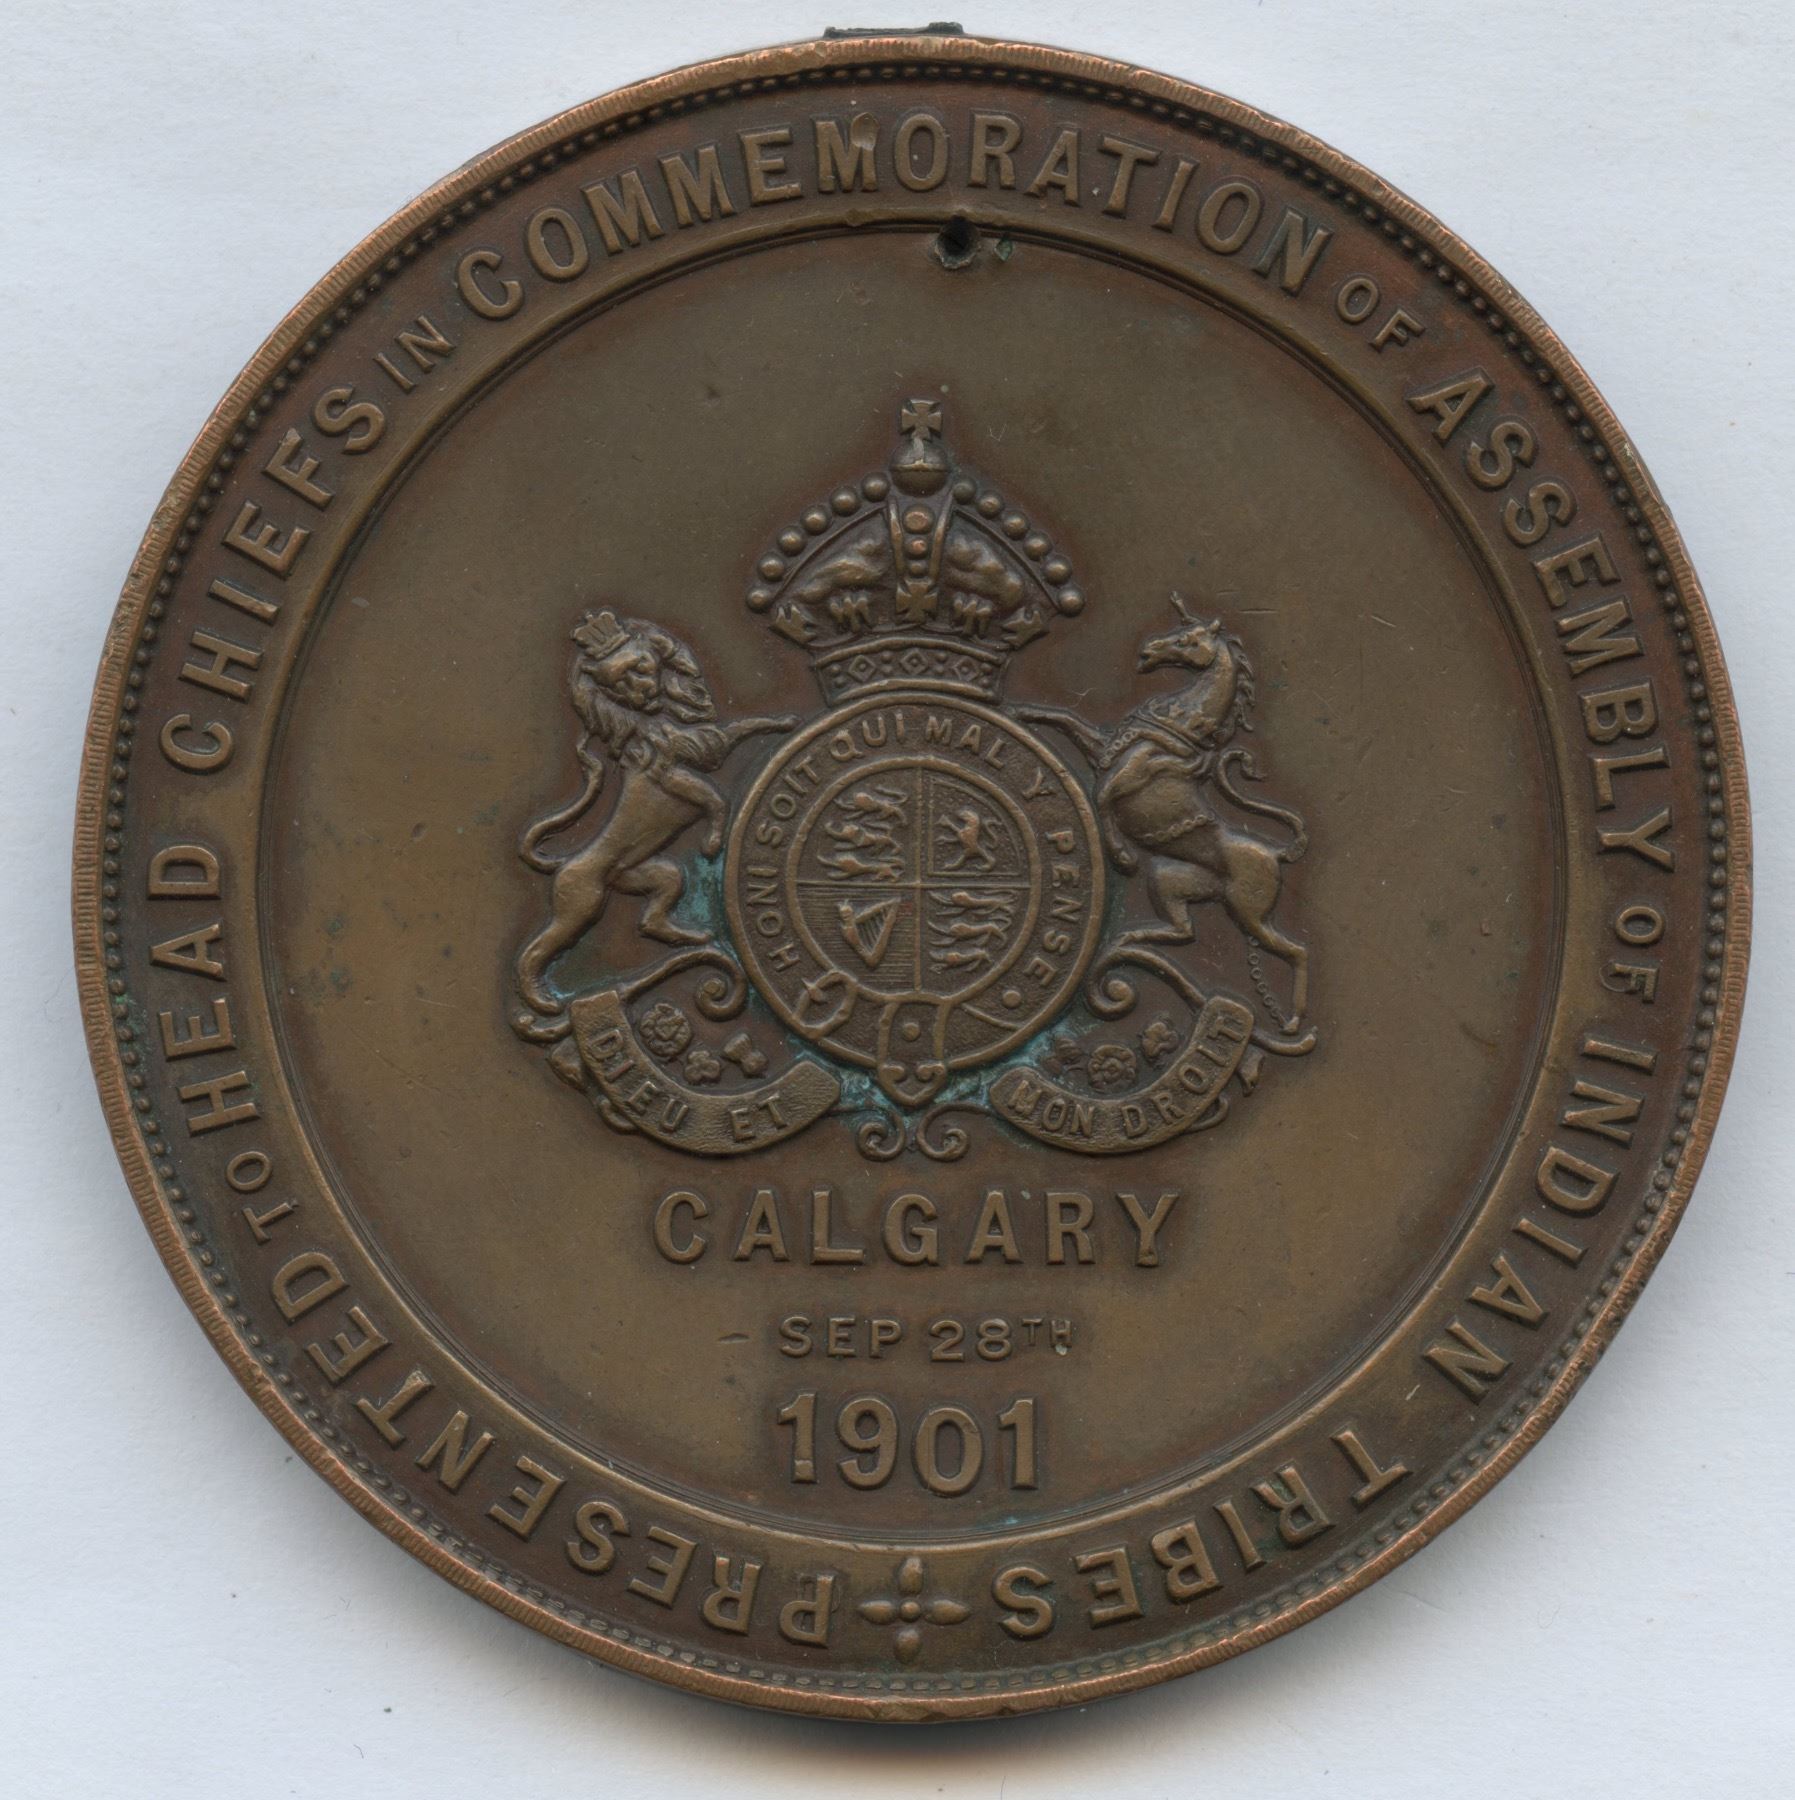 PRESENTED TO HEAD CHIEFS IN COMMEMORATION OF ASSEMBLY OF INDIAN TRIBES
HONI SOIT QUI MAL Y PENSE
DIEU ET MON DROIT
CALGARY
SEP 28TH
1901